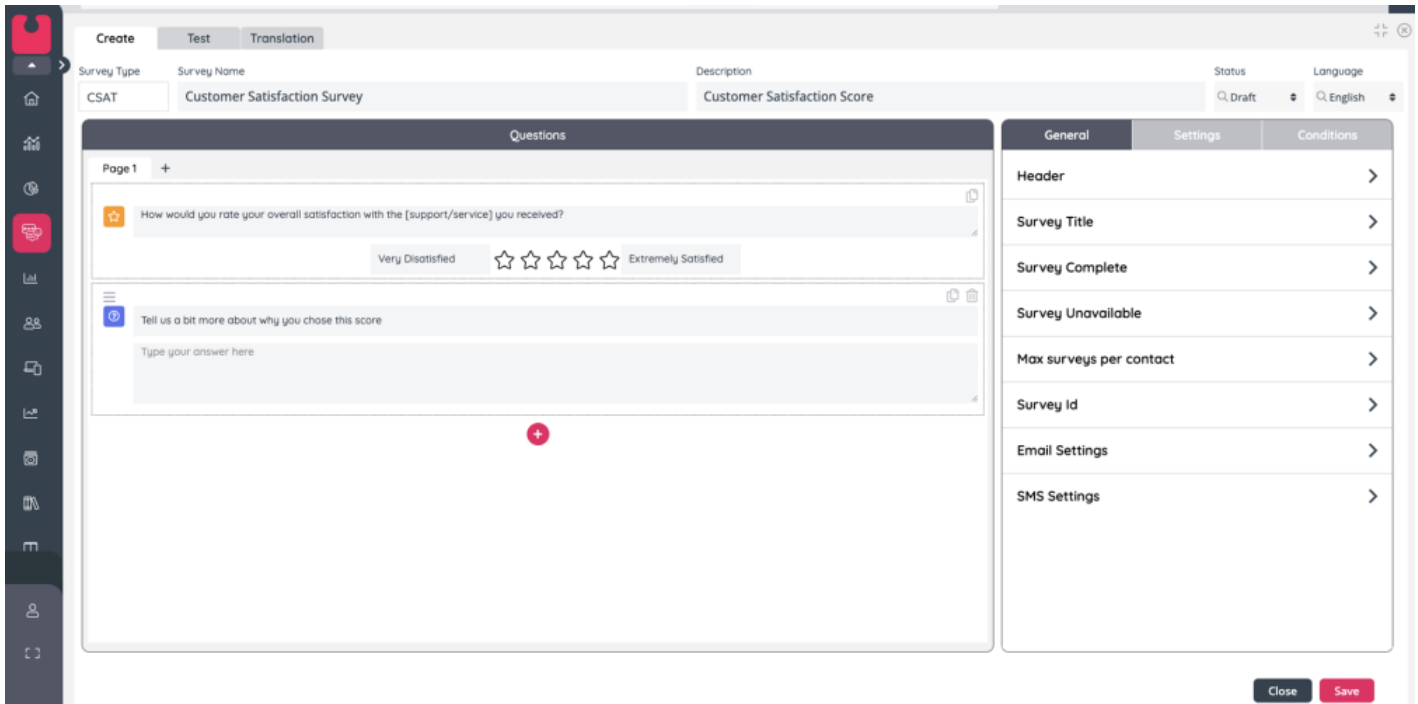 Create Test Translation
Survey Type Survey Name Description Status Language
CSAT Customer Satisfaction Survey Customer Satisfaction Score Draft English
Questions
Page 1 +
How would you rate your overall satisfaction with the [support/service] you received?
Very Disatisfied Extremely Satisfied
Tell us a bit more about why you chose this score
Type your answer here
General Settings Conditions
Header
Survey Title
Survey Complete
Survey Unavailable
Max surveys per contact
Survey Id
Email Settings
SMS Settings
Close Save